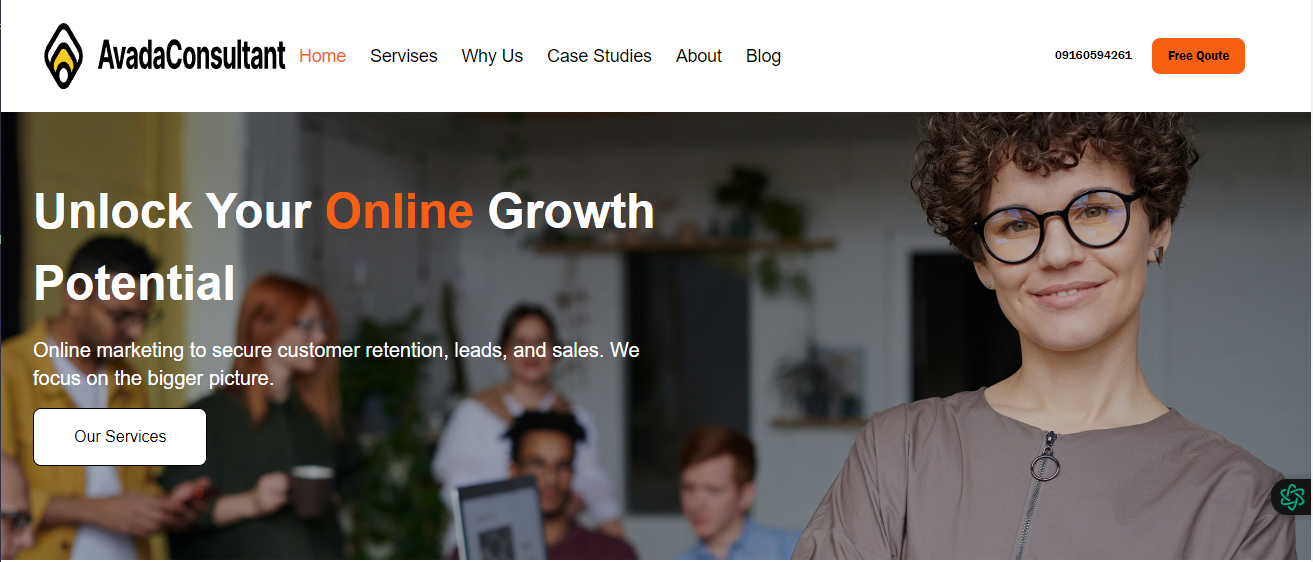 AvadaConsultant Home Servises Why Us Case Studies About Blog 09160594261 Free Qoute
Unlock Your Online Growth
Potential
Online marketing to secure customer retention, leads, and sales. We
focus on the bigger picture.
Our Services